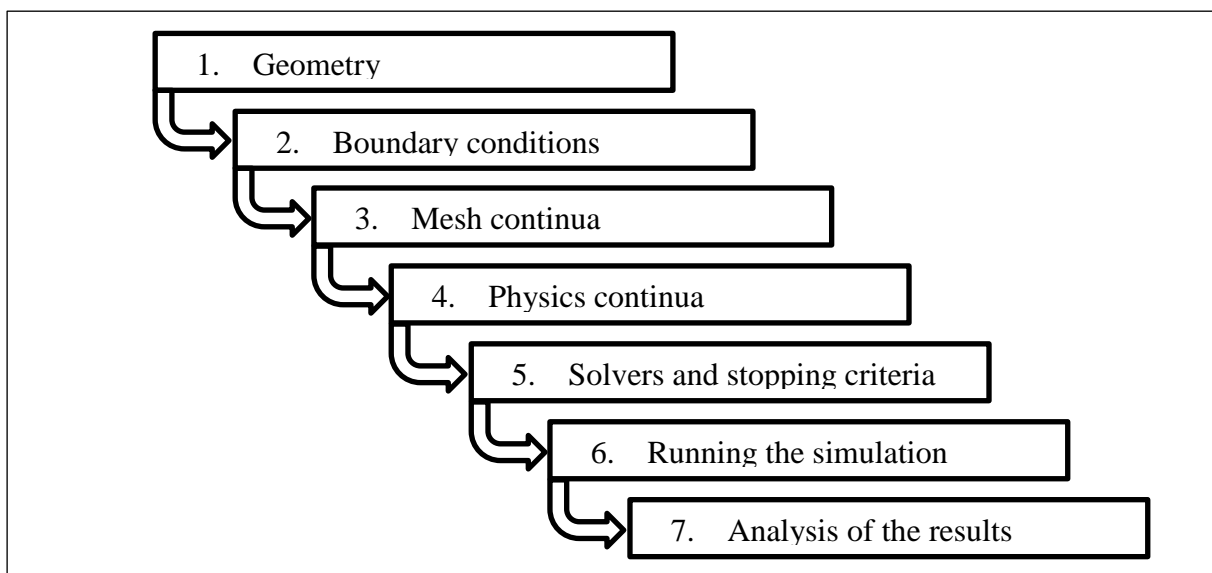 1. Geometry
2. Boundary conditions
3. Mesh continua
4. Physics continua
5. Solvers and stopping criteria
6. Running the simulation
7. Analysis of the results